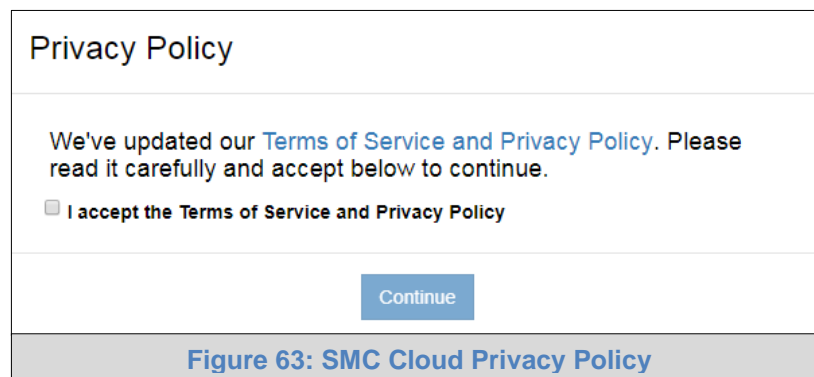 Privacy Policy
We've updated our Terms of Service and Privacy Policy. Please
read it carefully and accept below to continue.
I accept the Terms of Service and Privacy Policy
Continue
Figure 63: SMC Cloud Privacy Policy